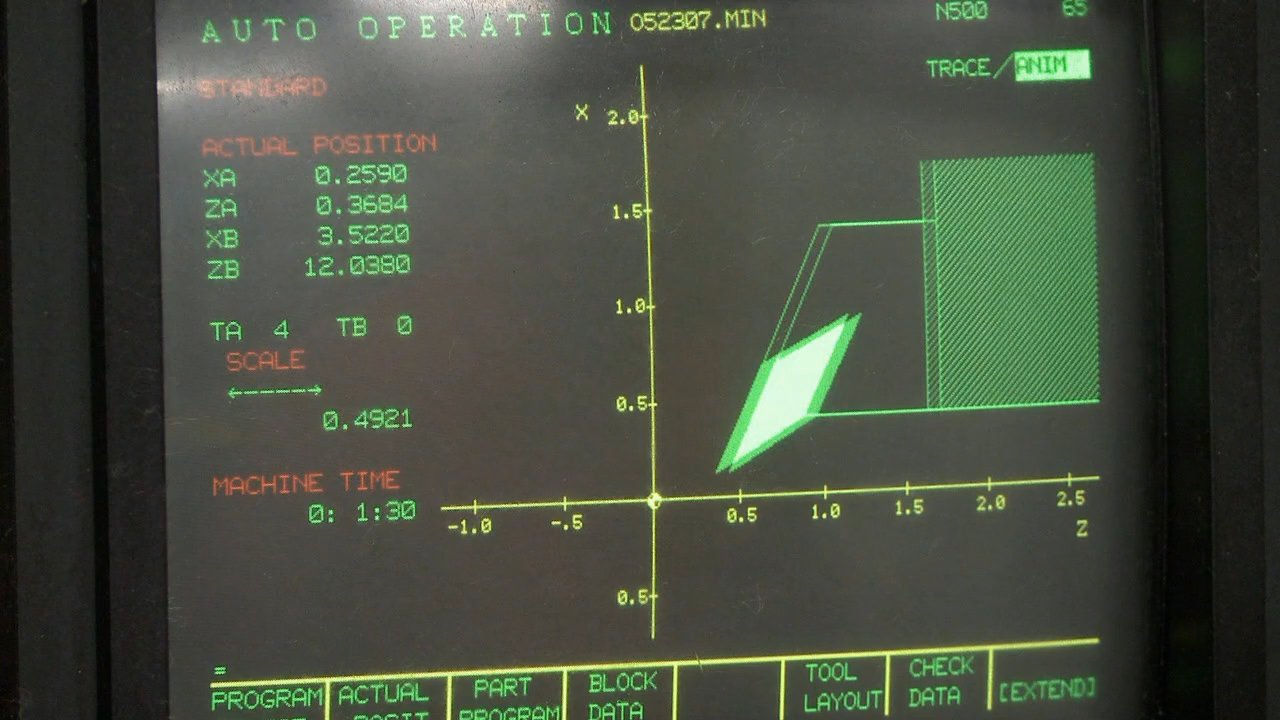 AUTO OPERATION O52307.MIN N500 65
TRACE/ANIM
STANDARD
X 2.0
ACTUAL POSITION
XA 0.2590
ZA 0.3684
1.5
XB 3.5220
ZB 12.0380
1.0
TA 4 TB 0
SCALE
0.5
0.4921
MACHINE TIME
0: 1:30
-1.0 -.5 0.5 1.0 1.5 2.0 2.5
Z
0.5
=
PROGRAM ACTUAL PART BLOCK TOOL CHECK [EXTEND]
PROGRAM DATA LAYOUT DATA